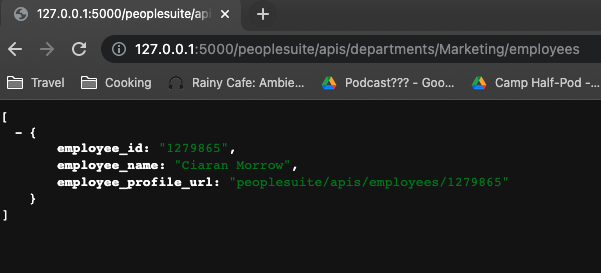 127.0.0.1:5000/peoplesuite/api
127.0.0.1:5000/peoplesuite/apis/departments/Marketing/employees
Travel Cooking Rainy Cafe: Ambie... Podcast??? - Goo... Camp Half-Pod -...
[
- {
employee_id: "1279865",
employee_name: "Ciaran Morrow",
employee_profile_url: "peoplesuite/apis/employees/1279865"
}
]